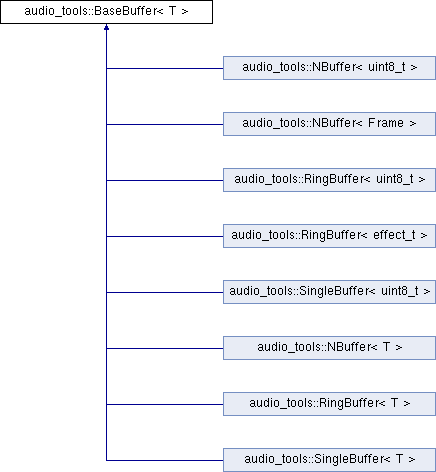 audio_tools::BaseBuffer< T >
audio_tools::NBuffer< uint8_t >
audio_tools::NBuffer< Frame >
audio_tools::RingBuffer< uint8_t >
audio_tools::RingBuffer< effect_t >
audio_tools::SingleBuffer< uint8_t >
audio_tools::NBuffer< T >
audio_tools::RingBuffer< T >
audio_tools::SingleBuffer< T >